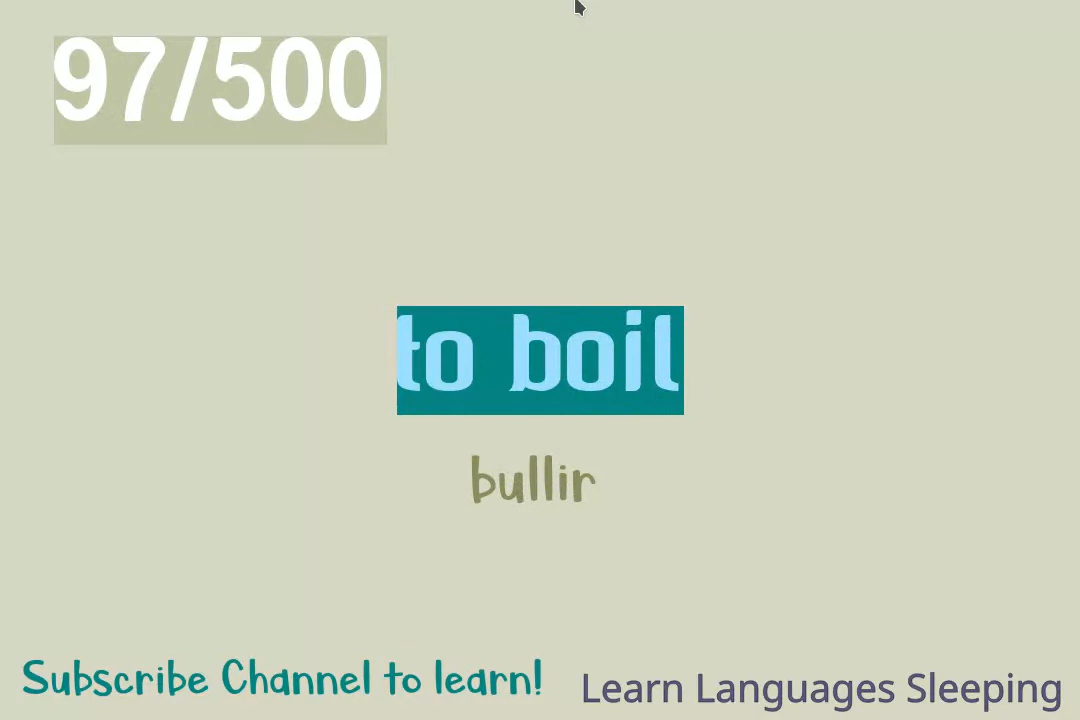 97/500
to boil
bullir
Subscribe Channel to learn!
Learn Languages Sleeping